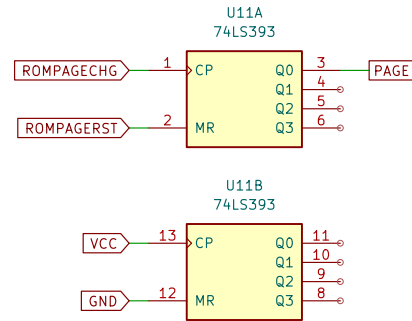 U11A
74LS393
ROMPAGECHG 1 CP Q0 3 PAGE
Q1 4
Q2 5
ROMPAGERST 2 MR Q3 6
U11B
74LS393
VCC 13 CP Q0 11
Q1 10
Q2 9
GND 12 MR Q3 8